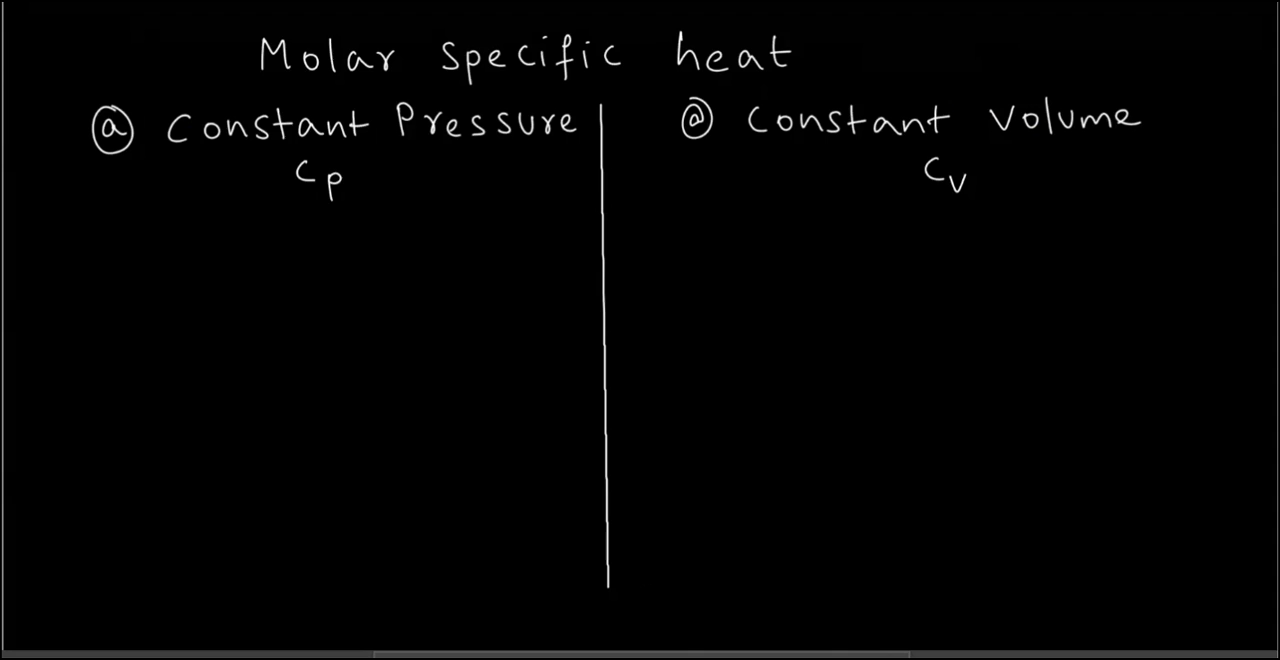 Molar specific heat
@ constant Pressure
Cp
@ constant volume
Cv